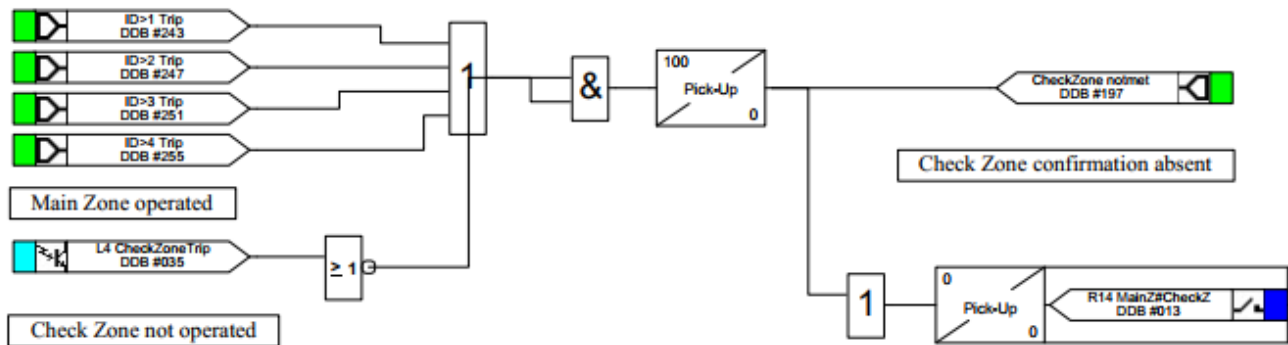 ID>1 Trip
DDB #243
ID>2 Trip
DDB #247
ID>3 Trip
DDB #251
ID>4 Trip
DDB #255
1
&
100
Pick-Up
0
CheckZone notmet
DDB #197
Check Zone confirmation absent
Main Zone operated
L4 CheckZoneTrip
DDB #035
≥ 1
Check Zone not operated
1
0
Pick-Up
0
R14 MainZ#CheckZ
DDB #013